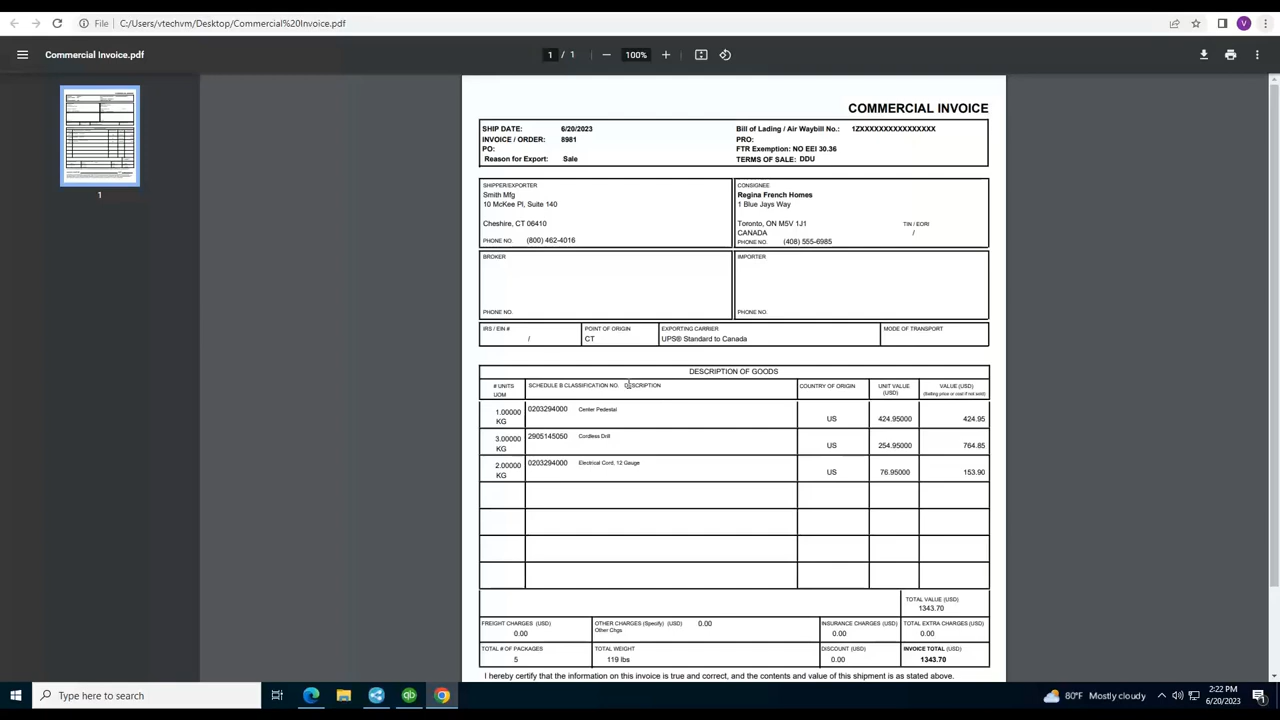 File C:/Users/vtechvm/Desktop/Commercial%20Invoice.pdf V
Commercial Invoice.pdf 1 / 1 100%
1
COMMERCIAL INVOICE
SHIP DATE: 6/20/2023 Bill of Lading / Air Waybill No.: 1ZXXXXXXXXXXXXXXXX
INVOICE / ORDER: 8981 PRO:
PO: FTR Exemption: NO EEI 30.36
Reason for Export: Sale TERMS OF SALE: DDU
SHIPPER/EXPORTER
Smith Mfg
10 McKee Pl, Suite 140
Cheshire, CT 06410
PHONE NO. (800) 462-4016
CONSIGNEE
Regina French Homes
1 Blue Jays Way
Toronto, ON M5V 1J1 TIN / EORI
CANADA /
PHONE NO. (408) 555-6985
BROKER
PHONE NO.
IMPORTER
PHONE NO.
IRS / EIN # POINT OF ORIGIN EXPORTING CARRIER MODE OF TRANSPORT
/ CT UPS® Standard to Canada
DESCRIPTION OF GOODS
# UNITS UOM SCHEDULE B CLASSIFICATION NO. DESCRIPTION COUNTRY OF ORIGIN UNIT VALUE (USD) VALUE (USD) (Selling price or cost if not sold)
1.00000 KG 0203294000 Center Pedestal US 424.95000 424.95
3.00000 KG 2905145050 Cordless Drill US 254.95000 764.85
2.00000 KG 0203294000 Electrical Cord, 12 Gauge US 76.95000 153.90
TOTAL VALUE (USD)
1343.70
FREIGHT CHARGES (USD) OTHER CHARGES (Specify) (USD) 0.00 INSURANCE CHARGES (USD) TOTAL EXTRA CHARGES (USD)
0.00 Other Chgs 0.00 0.00
TOTAL # OF PACKAGES TOTAL WEIGHT DISCOUNT (USD) INVOICE TOTAL (USD)
5 119 lbs 0.00 1343.70
I hereby certify that the information on this invoice is true and correct, and the contents and value of this shipment is as stated above.
Type here to search qb 80°F Mostly cloudy 2:22 PM
6/20/2023 1